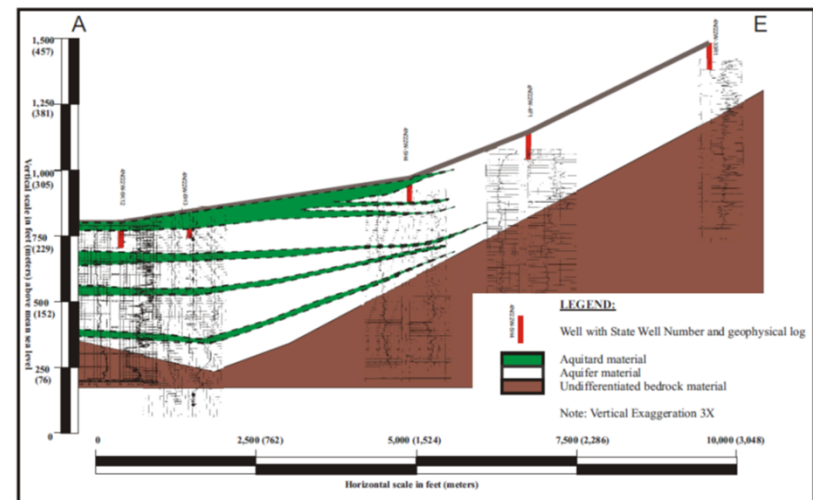 A
E
1,500
(457)
1,250
(381)
1,000
(305)
750
(229)
500
(152)
250
(76)
0
Vertical scale in feet (meters) above mean sea level
LEGEND:
Well with State Well Number and geophysical log
Aquitard material
Aquifer material
Undifferentiated bedrock material
Note: Vertical Exaggeration 3X
0
2,500 (762)
5,000 (1,524)
7,500 (2,286)
10,000 (3,048)
Horizontal scale in feet (meters)